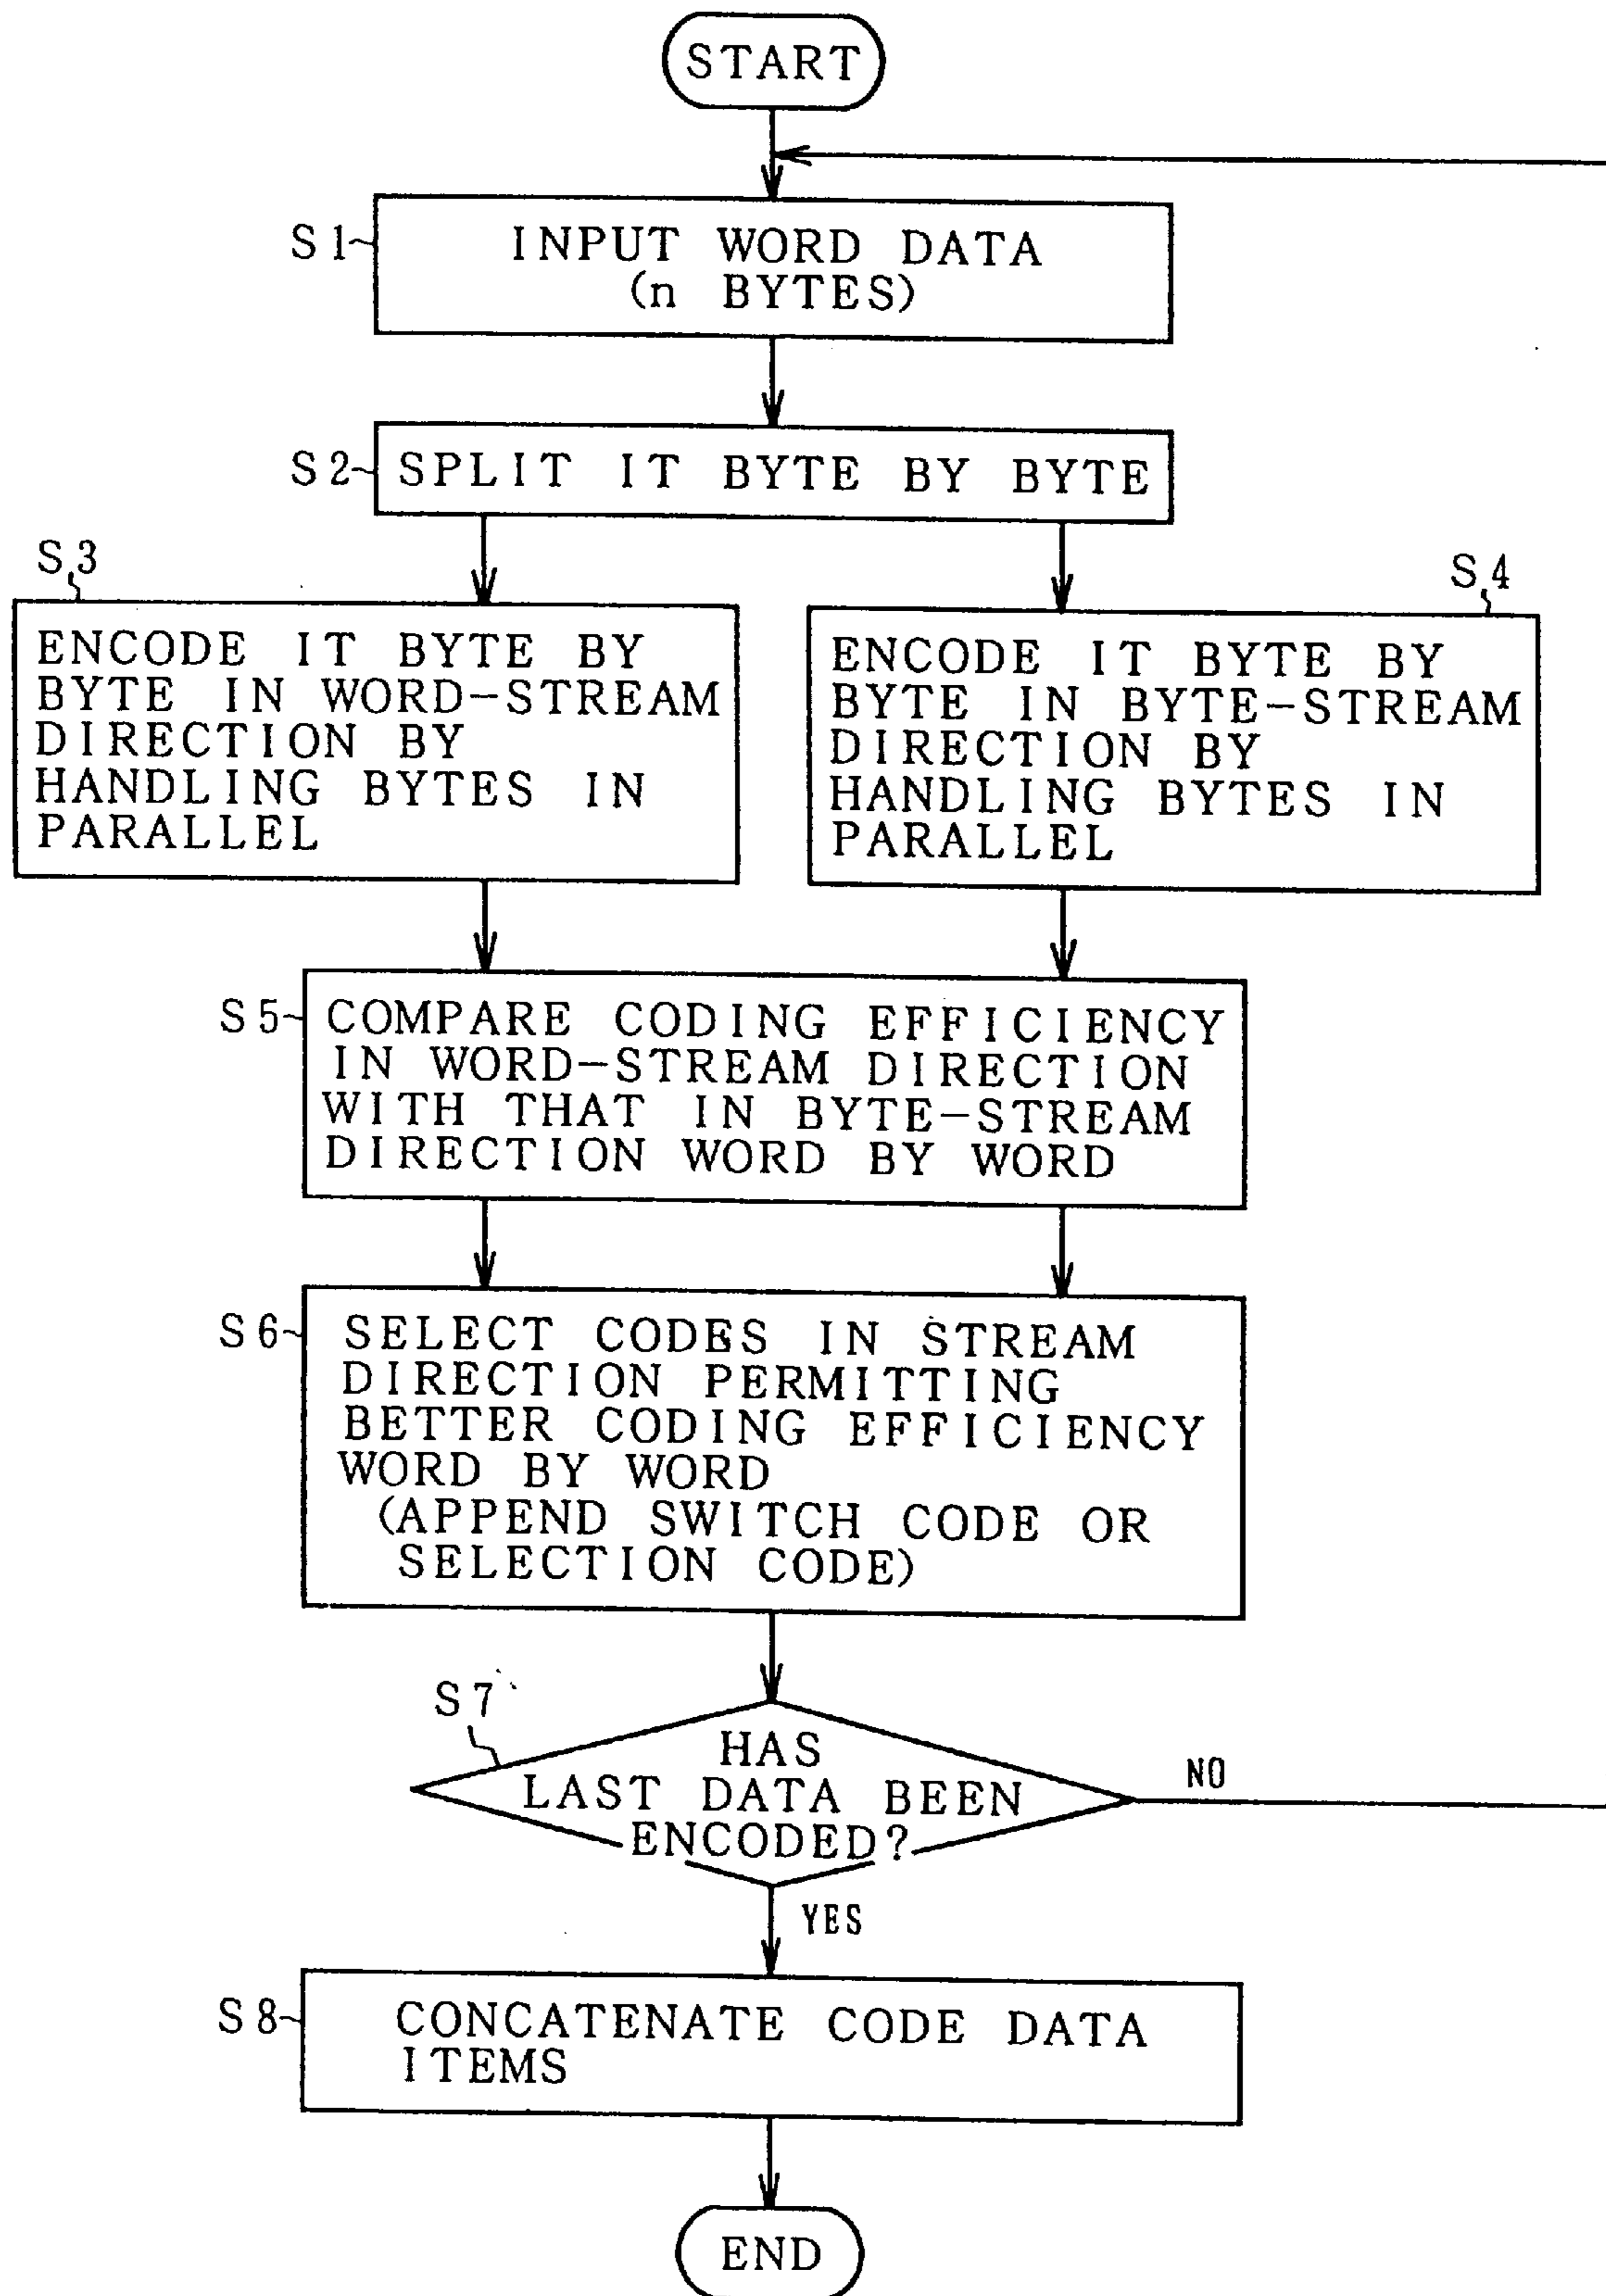 START
S1
INPUT WORD DATA
(n BYTES)
S2
SPLIT IT BYTE BY BYTE
S3
ENCODE IT BYTE BY
BYTE IN WORD-STREAM
DIRECTION BY
HANDLING BYTES IN
PARALLEL
S4
ENCODE IT BYTE BY
BYTE IN BYTE-STREAM
DIRECTION BY
HANDLING BYTES IN
PARALLEL
S5
COMPARE CODING EFFICIENCY
IN WORD-STREAM DIRECTION
WITH THAT IN BYTE-STREAM
DIRECTION WORD BY WORD
S6
SELECT CODES IN STREAM
DIRECTION PERMITTING
BETTER CODING EFFICIENCY
WORD BY WORD
(APPEND SWITCH CODE OR
SELECTION CODE)
S7
HAS
LAST DATA BEEN
ENCODED?
NO
YES
S8
CONCATENATE CODE DATA
ITEMS
END